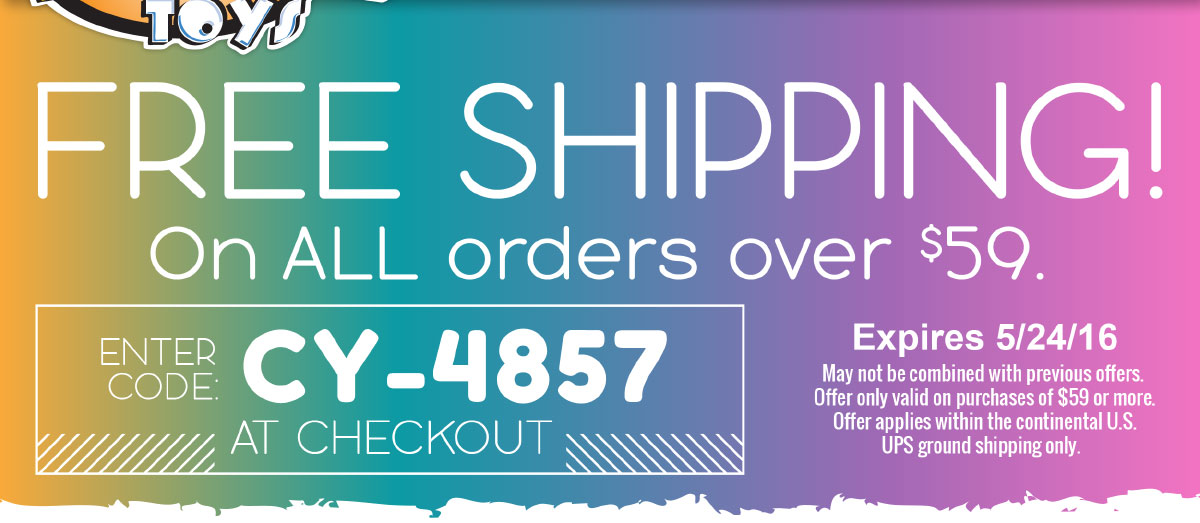 TOYS
FREE SHIPPING!
On ALL orders over $59.
ENTER
CODE: CY-4857
AT CHECKOUT
Expires 5/24/16
May not be combined with previous offers.
Offer only valid on purchases of $59 or more.
Offer applies within the continental U.S.
UPS ground shipping only.